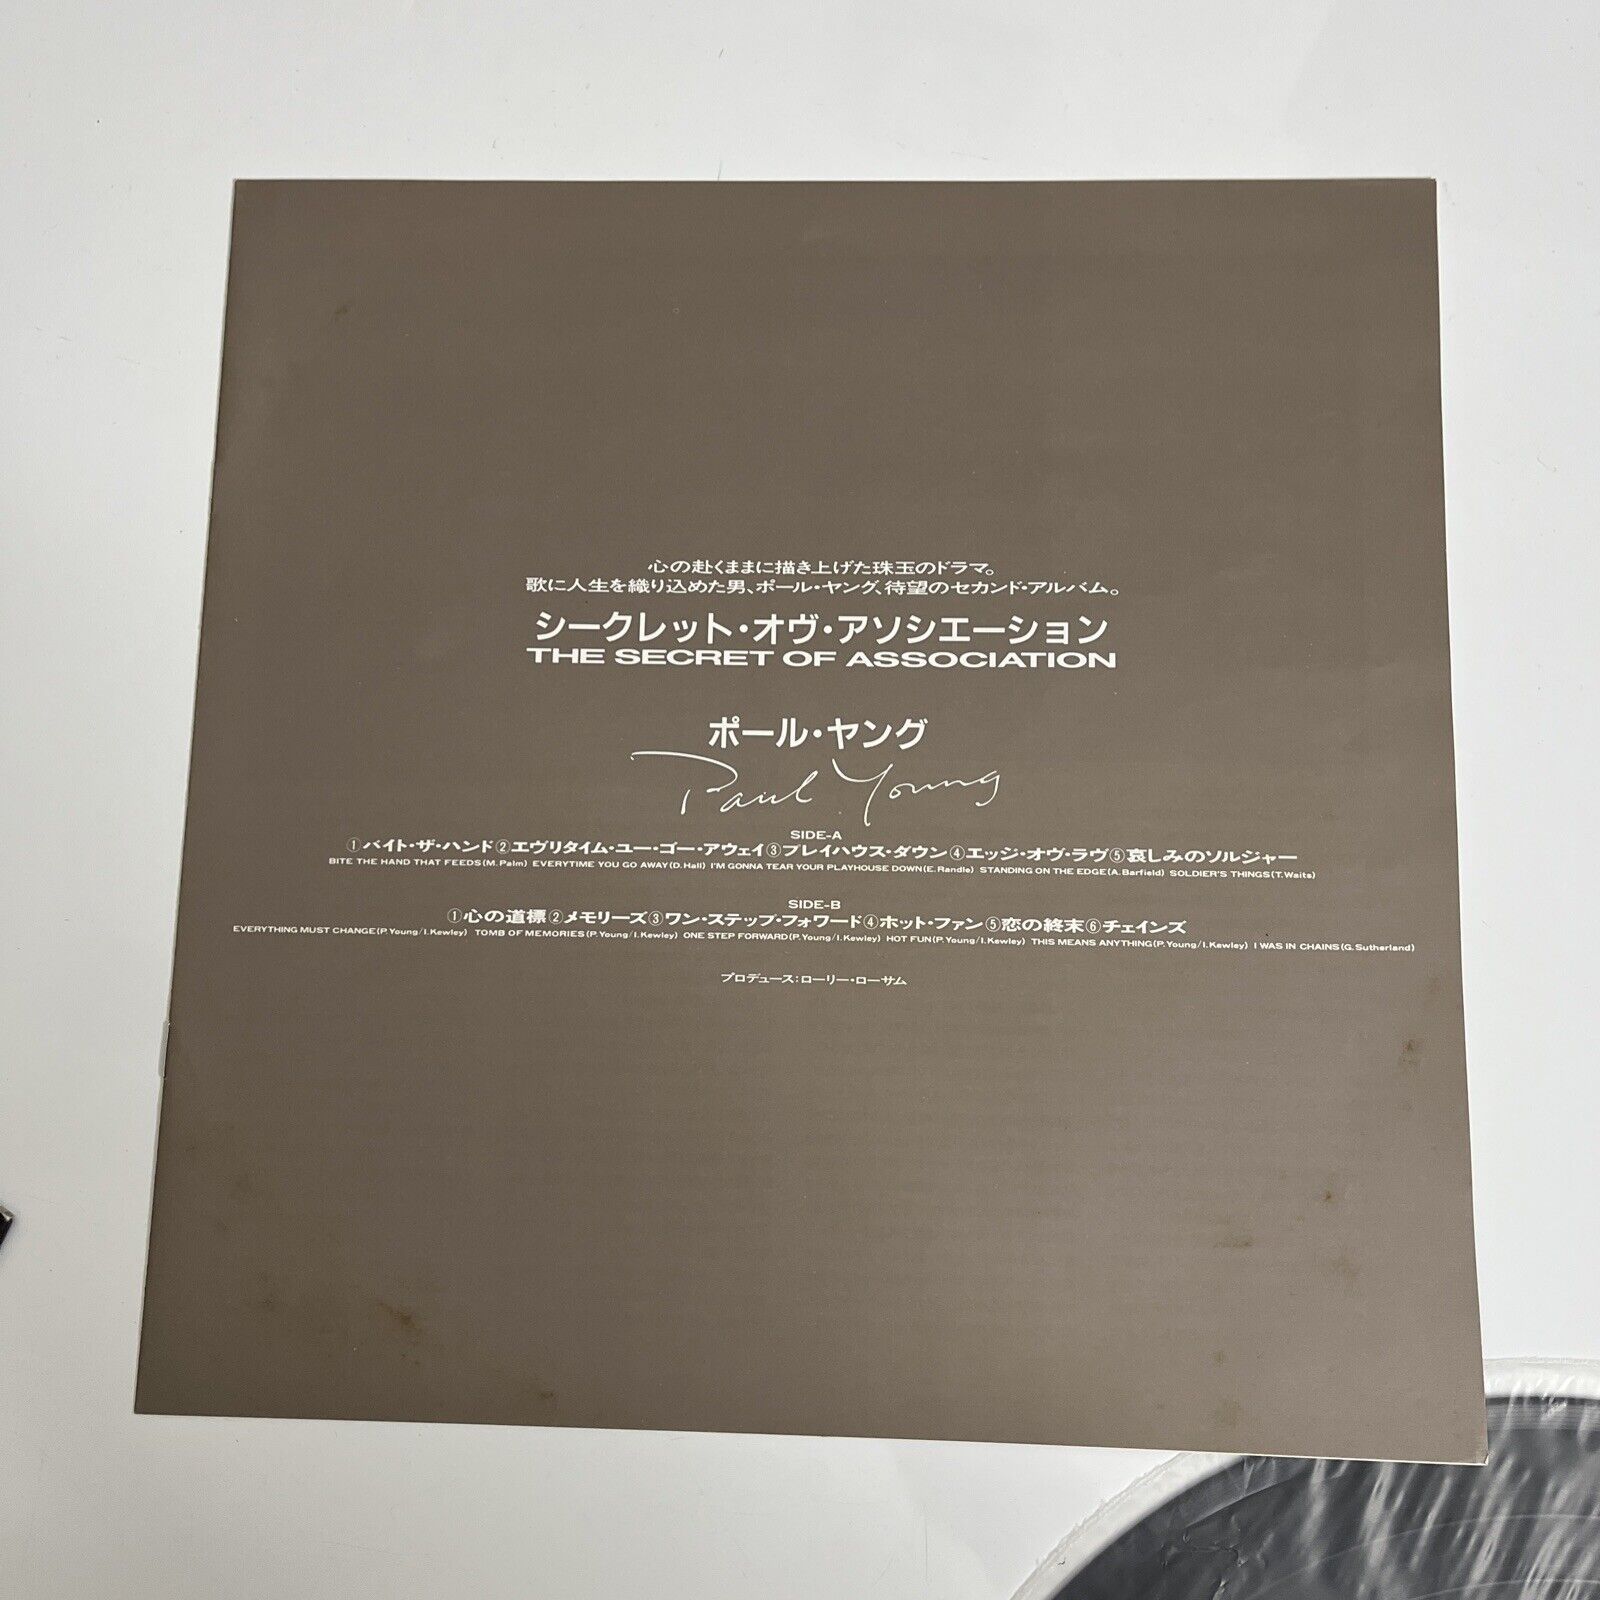 心の赴くままに描き上げた珠玉のドラマ。
歌に人生を織り込めた男、ポール・ヤング、待望のセカンド・アルバム。
シークレット・オヴ・アソシエーション
THE SECRET OF ASSOCIATION
ポール・ヤング
Paul Young
SIDE-A
①バイト・ザ・ハンド②エヴリタイム・ユー・ゴー・アウェイ③プレイハウス・ダウン④エッジ・オヴ・ラヴ⑤哀しみのソルジャー
BITE THE HAND THAT FEEDS(M. Palm) EVERYTIME YOU GO AWAY(D. Hall) I'M GONNA TEAR YOUR PLAYHOUSE DOWN(E. Randle) STANDING ON THE EDGE(A. Barfield) SOLDIER'S THINGS(T. Waits)
SIDE-B
①心の道標②メモリーズ③ワン・ステップ・フォワード④ホット・ファン⑤恋の終末⑥チェインズ
EVERYTHING MUST CHANGE(P. Young/I. Kewley) TOMB OF MEMORIES(P. Young/I. Kewley) ONE STEP FORWARD(P. Young/I. Kewley) HOT FUN(P. Young/I. Kewley) THIS MEANS ANYTHING(P. Young/I. Kewley) I WAS IN CHAINS(G. Sutherland)
プロデュース:ローリー・ローサム